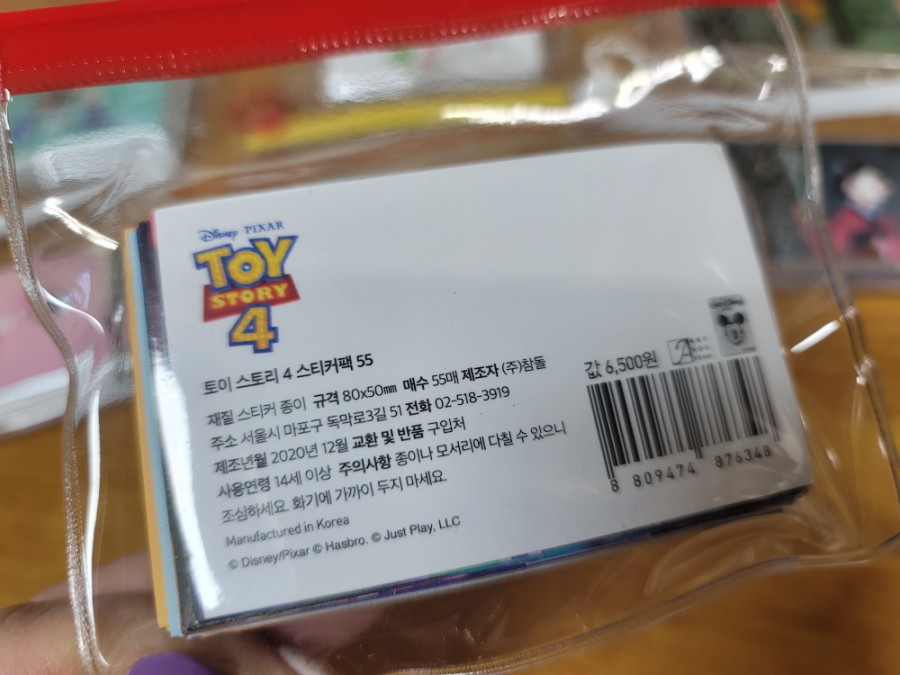 Disney PIXAR
TOY
STORY
4
토이 스토리 4 스티커팩 55
재질 스티커 종이 규격 80x50㎜ 매수 55매 제조자 (주)참돌
주소 서울시 마포구 독막로3길 51 전화 02-518-3919
제조년월 2020년 12월 교환 및 반품 구입처
사용연령 14세 이상 주의사항 종이나 모서리에 다칠 수 있으니
조심하세요. 화기에 가까이 두지 마세요.
Manufactured in Korea
© Disney/Pixar © Hasbro. © Just Play, LLC
값 6,500원
8 809474 876348